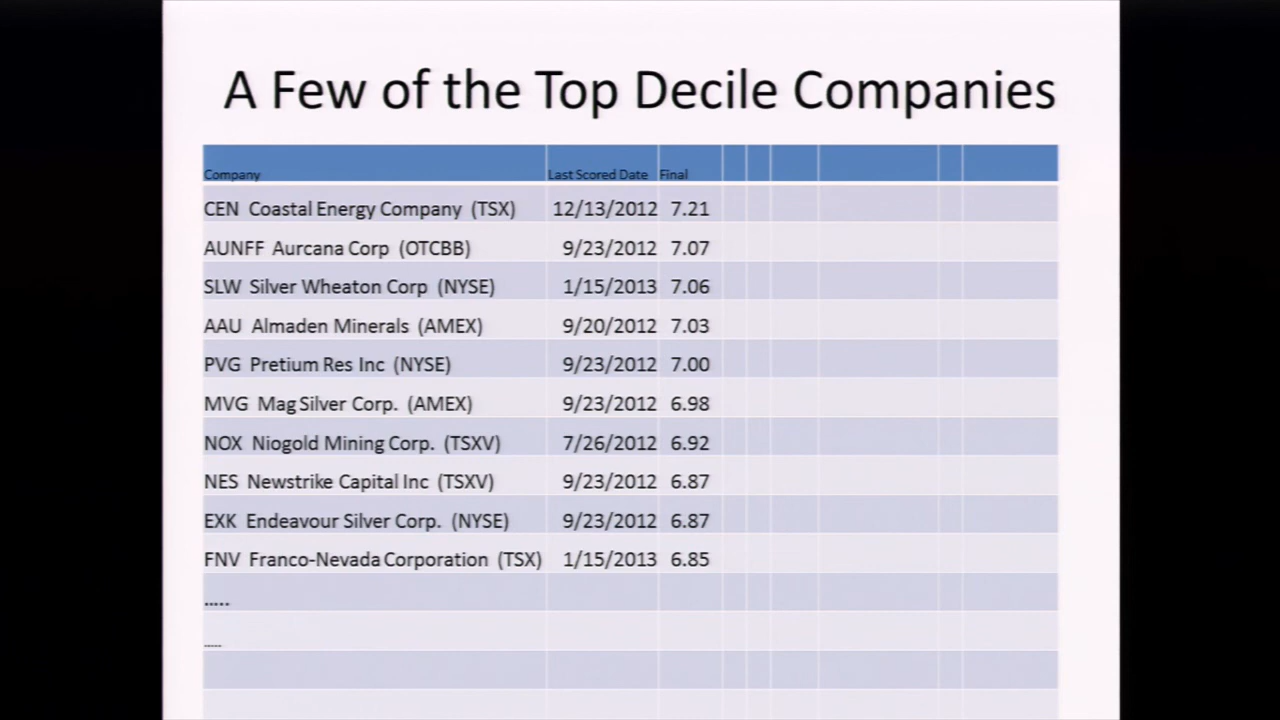 A Few of the Top Decile Companies
Company Last Scored Date Final
CEN Coastal Energy Company (TSX) 12/13/2012 7.21
AUNFF Aurcana Corp (OTCBB) 9/23/2012 7.07
SLW Silver Wheaton Corp (NYSE) 1/15/2013 7.06
AAU Almaden Minerals (AMEX) 9/20/2012 7.03
PVG Pretium Res Inc (NYSE) 9/23/2012 7.00
MVG Mag Silver Corp. (AMEX) 9/23/2012 6.98
NOX Niogold Mining Corp. (TSXV) 7/26/2012 6.92
NES Newstrike Capital Inc (TSXV) 9/23/2012 6.87
EXK Endeavour Silver Corp. (NYSE) 9/23/2012 6.87
FNV Franco-Nevada Corporation (TSX) 1/15/2013 6.85
.....
.....